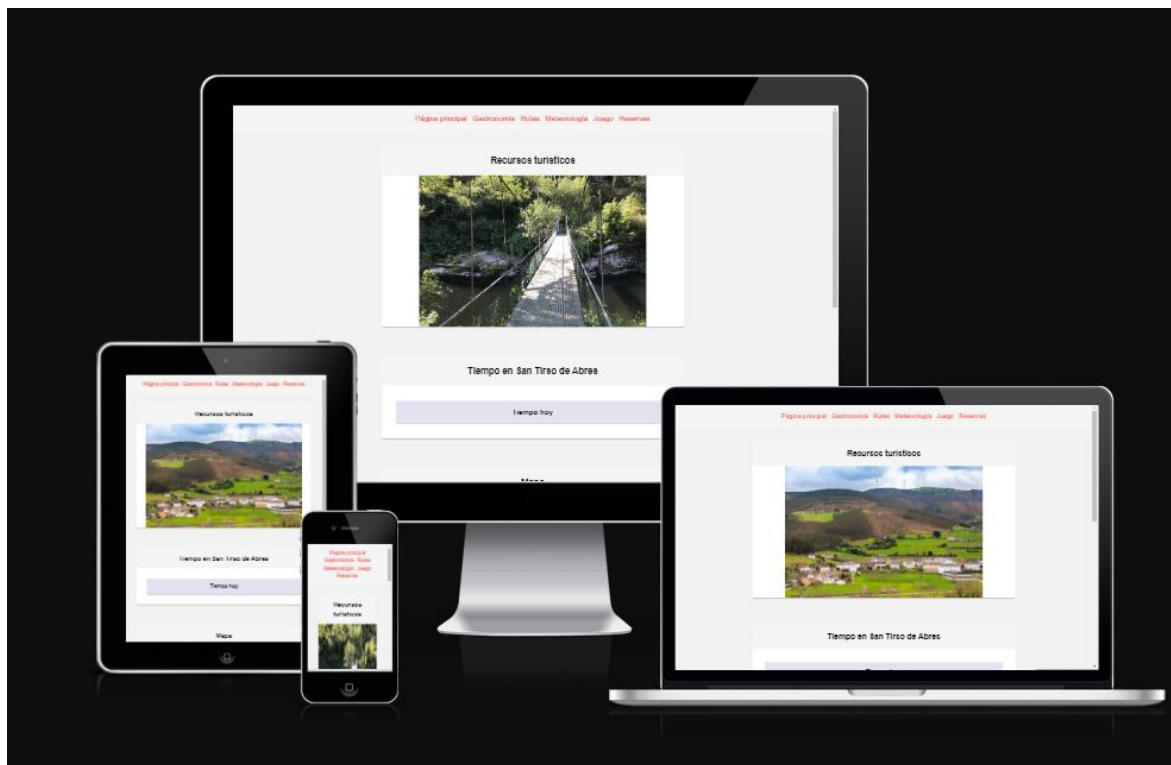 Página principal Gastronomía Rutas Meteorología Juego Reservas
Recursos turísticos
Tiempo en San Tirso de Abres
Tiempo hoy
Mapa
Página principal Gastronomía Rutas Meteorología Juego Reservas
Recursos turísticos
Tiempo en San Tirso de Abres
Tiempo hoy
Mapa
Página principal
Gastronomía Rutas
Meteorología Juego
Reservas
Recursos
turísticos
Página principal Gastronomía Rutas Meteorología Juego Reservas
Recursos turísticos
Tiempo en San Tirso de Abres